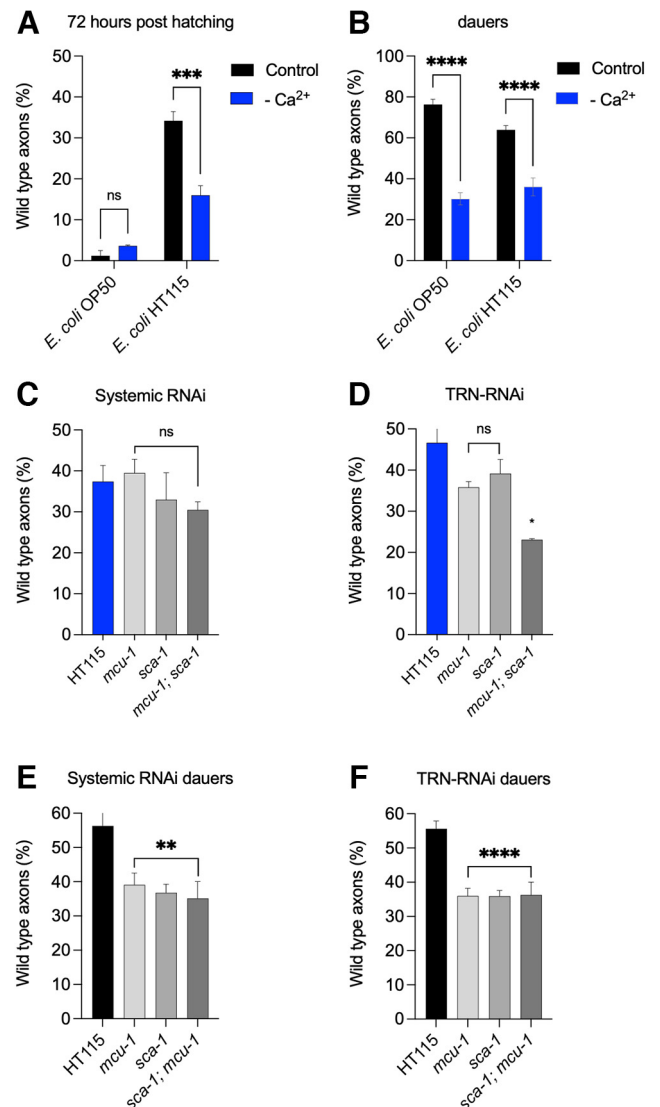 A
72 hours post hatching
Wild type axons (%)
50
40
30
20
10
0
ns
***
Control
- Ca²⁺
E. coli OP50
E. coli HT115
B
dauers
Wild type axons (%)
100
80
60
40
20
0
****
****
Control
- Ca²⁺
E. coli OP50
E. coli HT115
C
Systemic RNAi
Wild type axons (%)
50
40
30
20
10
0
ns
HT115
mcu-1
sca-1
mcu-1; sca-1
D
TRN-RNAi
Wild type axons (%)
50
40
30
20
10
0
ns
*
HT115
mcu-1
sca-1
mcu-1; sca-1
E
Systemic RNAi dauers
Wild type axons (%)
60
50
40
30
20
10
0
**
HT115
mcu-1
sca-1
sca-1; mcu-1
F
TRN-RNAi dauers
Wild type axons (%)
60
50
40
30
20
10
0
****
HT115
mcu-1
sca-1
sca-1; mcu-1